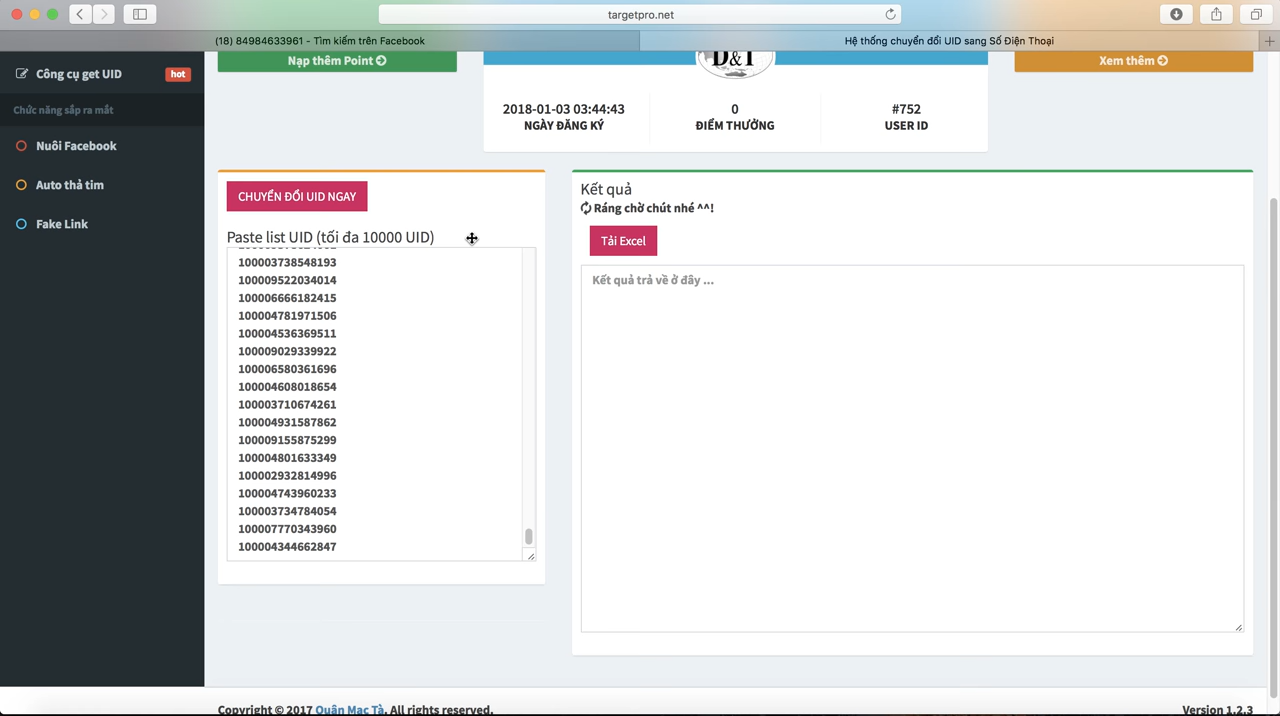 targetpro.net
(18) 84984633961 - Tìm kiếm trên Facebook
Hệ thống chuyển đổi UID sang Số Điện Thoại
Công cụ get UID
hot
Chức năng sắp ra mắt
Nuôi Facebook
Auto thả tim
Fake Link
Nạp thêm Point
D&T
Xem thêm
2018-01-03 03:44:43
NGÀY ĐĂNG KÝ
0
ĐIỂM THƯỞNG
#752
USER ID
CHUYỂN ĐỔI UID NGAY
Paste list UID (tối đa 10000 UID)
100003738548193
100009522034014
100006666182415
100004781971506
100004536369511
100009029339922
100006580361696
100004608018654
100003710674261
100004931587862
100009155875299
100004801633349
100002932814996
100004743960233
100003734784054
100007770343960
100004344662847
Kết quả
Ráng chờ chút nhé ^^!
Tải Excel
Kết quả trả về ở đây ...
Copyright © 2017 Quân Mạc Tà. All rights reserved.
Version 1.2.3